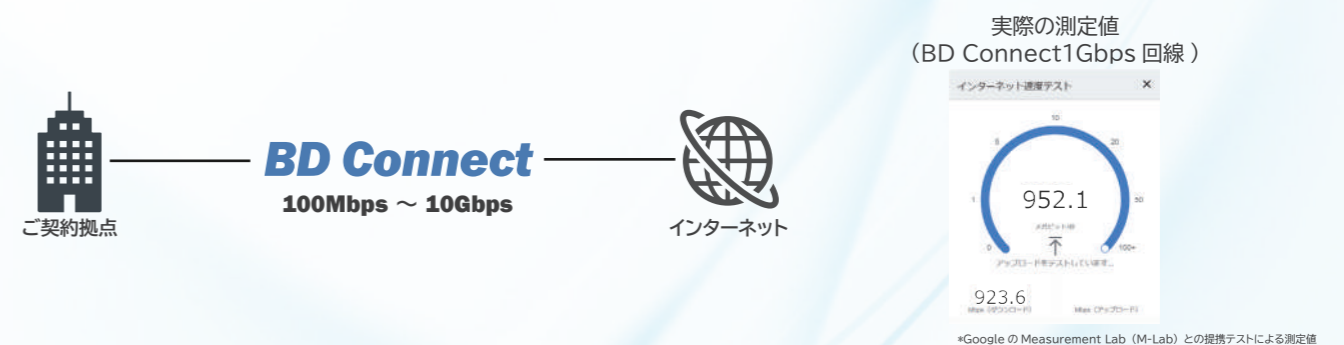 実際の測定値
(BD Connect1Gbps 回線 )
インターネット速度テスト ×
10
5 20
BD Connect
952.1
1 50
100Mbps ～ 10Gbps
メガビット/秒
ご契約拠点
インターネット
0 100+
アップロードをテストしています...
923.6
Mbps (ダウンロード) Mbps (アップロード)
*Google の Measurement Lab（M-Lab）との提携テストによる測定値